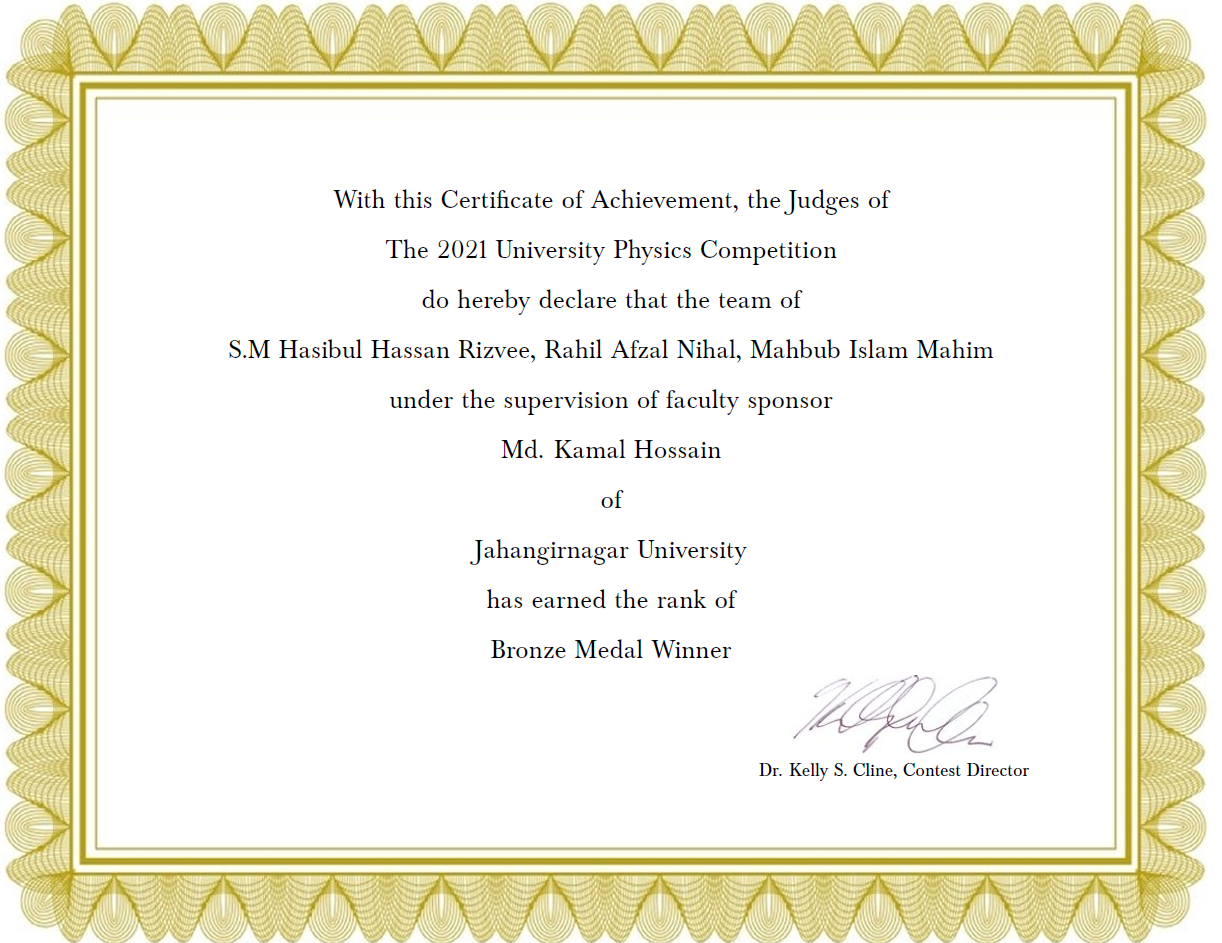 With this Certificate of Achievement, the Judges of
The 2021 University Physics Competition
do hereby declare that the team of
S.M Hasibul Hassan Rizvee, Rahil Afzal Nihal, Mahbub Islam Mahim
under the supervision of faculty sponsor
Md. Kamal Hossain
of
Jahangirnagar University
has earned the rank of
Bronze Medal Winner
Dr. Kelly S. Cline, Contest Director